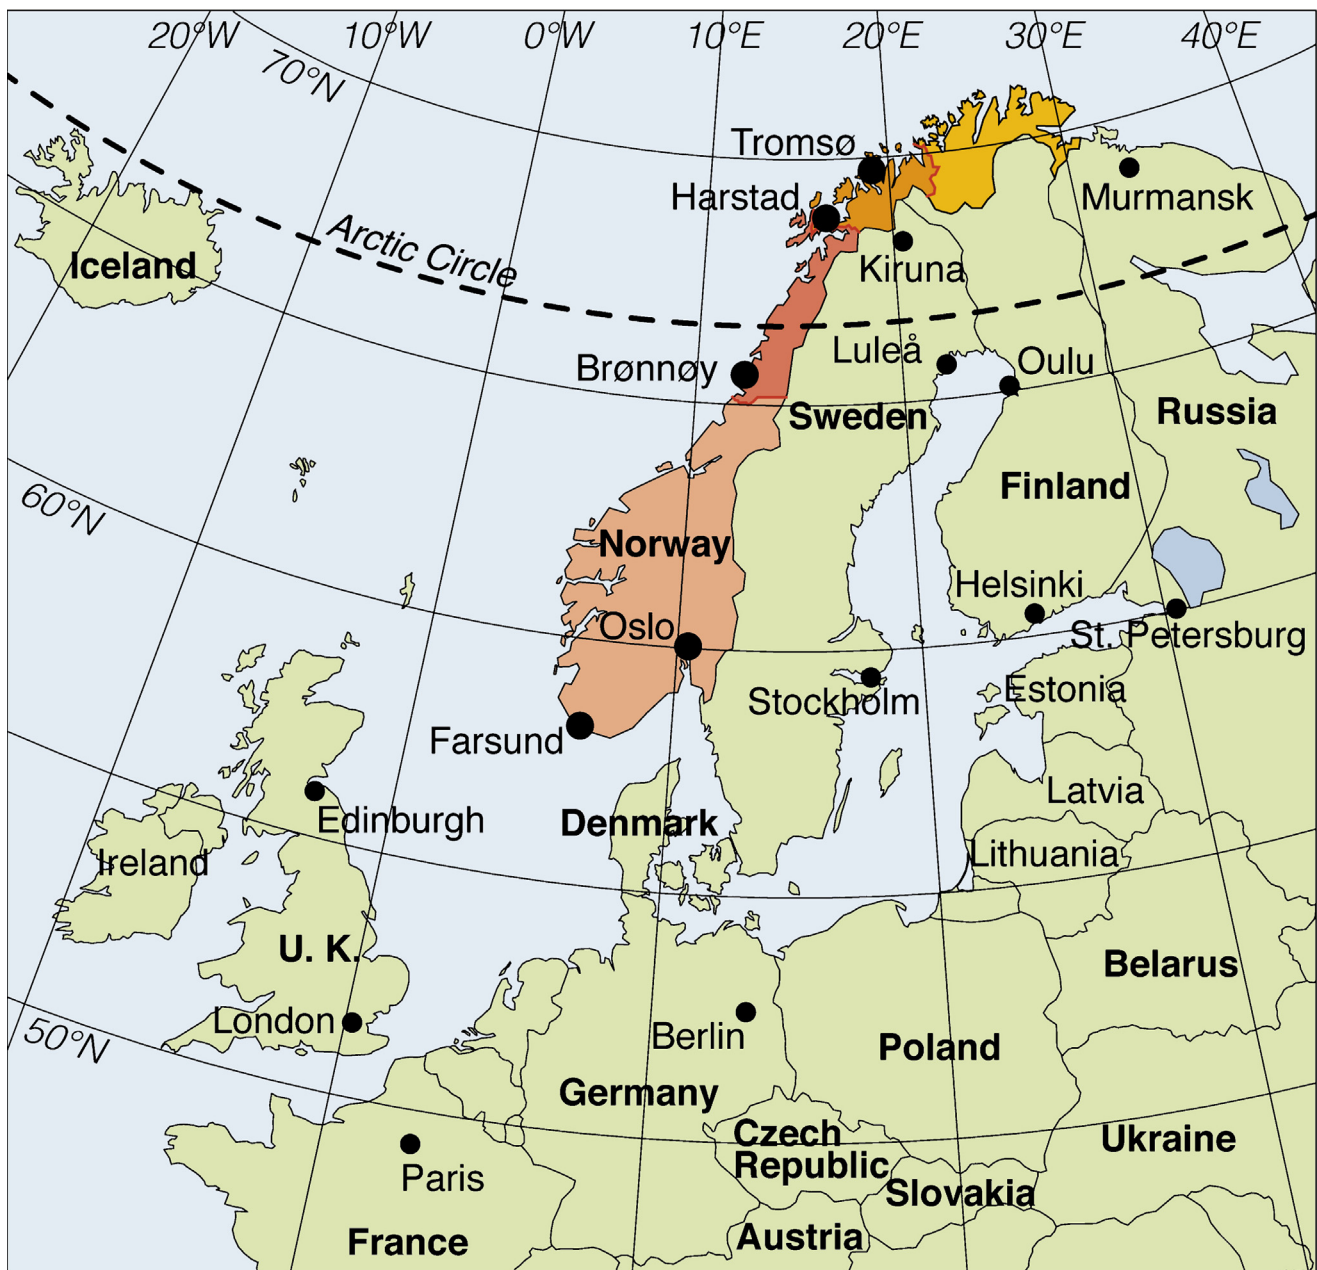 20°W
10°W
0°W
10°E
20°E
30°E
40°E
70°N
Tromsø
Harstad
Murmansk
Arctic Circle
Iceland
Kiruna
Luleå
Oulu
Brønnøy
Sweden
Russia
60°N
Finland
Norway
Helsinki
Oslo
St. Petersburg
Stockholm
Estonia
Farsund
Latvia
Edinburgh
Denmark
Ireland
Lithuania
U. K.
Belarus
London
50°N
Berlin
Poland
Germany
Czech
Republic
Ukraine
Paris
Slovakia
France
Austria